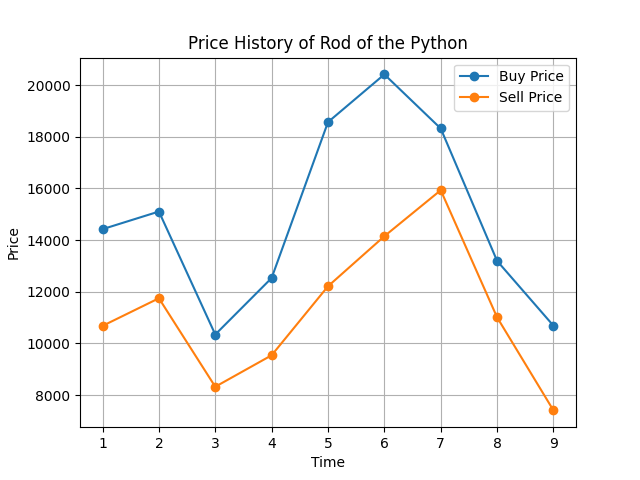 Price History of Rod of the Python
Buy Price
Sell Price
20000
18000
16000
14000
12000
10000
8000
Price
1 2 3 4 5 6 7 8 9
Time